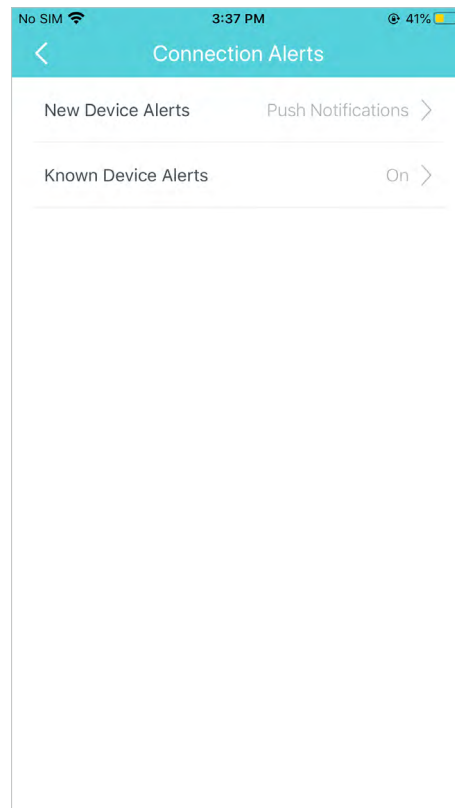 No SIM 3:37 PM 41%
Connection Alerts
New Device Alerts Push Notifications
Known Device Alerts On